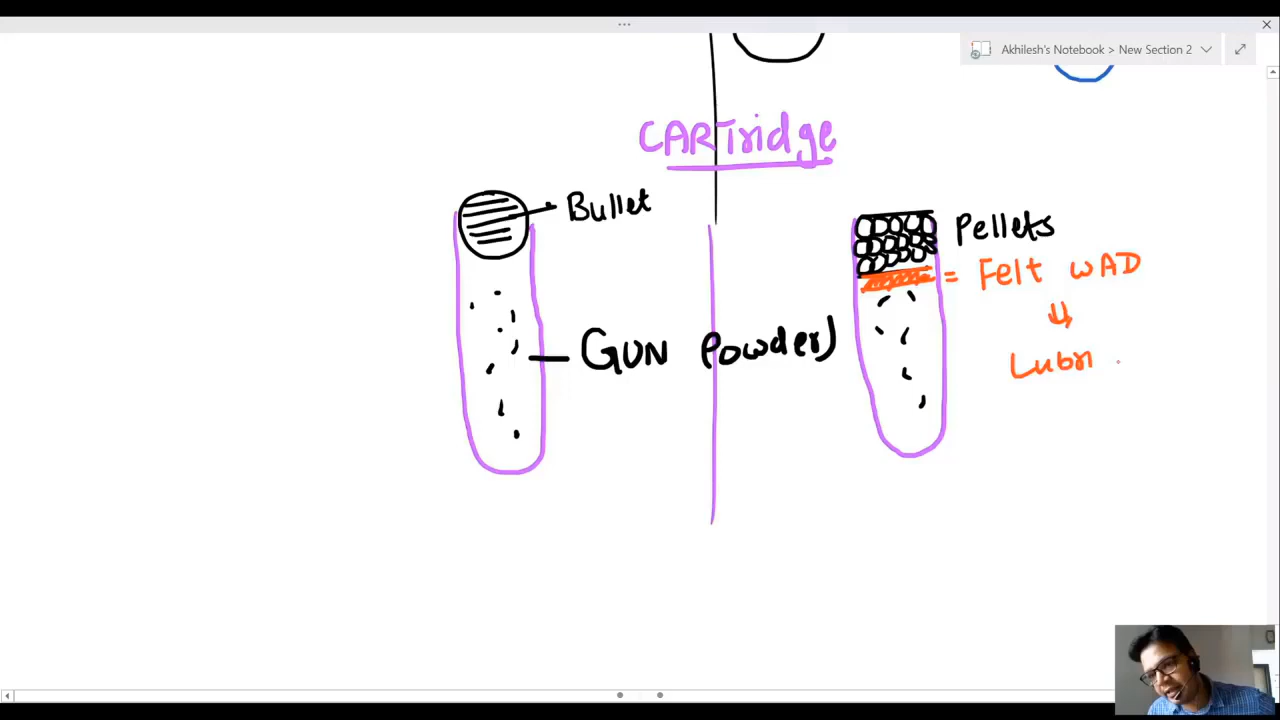 Akhilesh's Notebook > New Section 2
CARTridge
Bullet
Pellets
= Felt WAD
Gun Powder)
Lubri